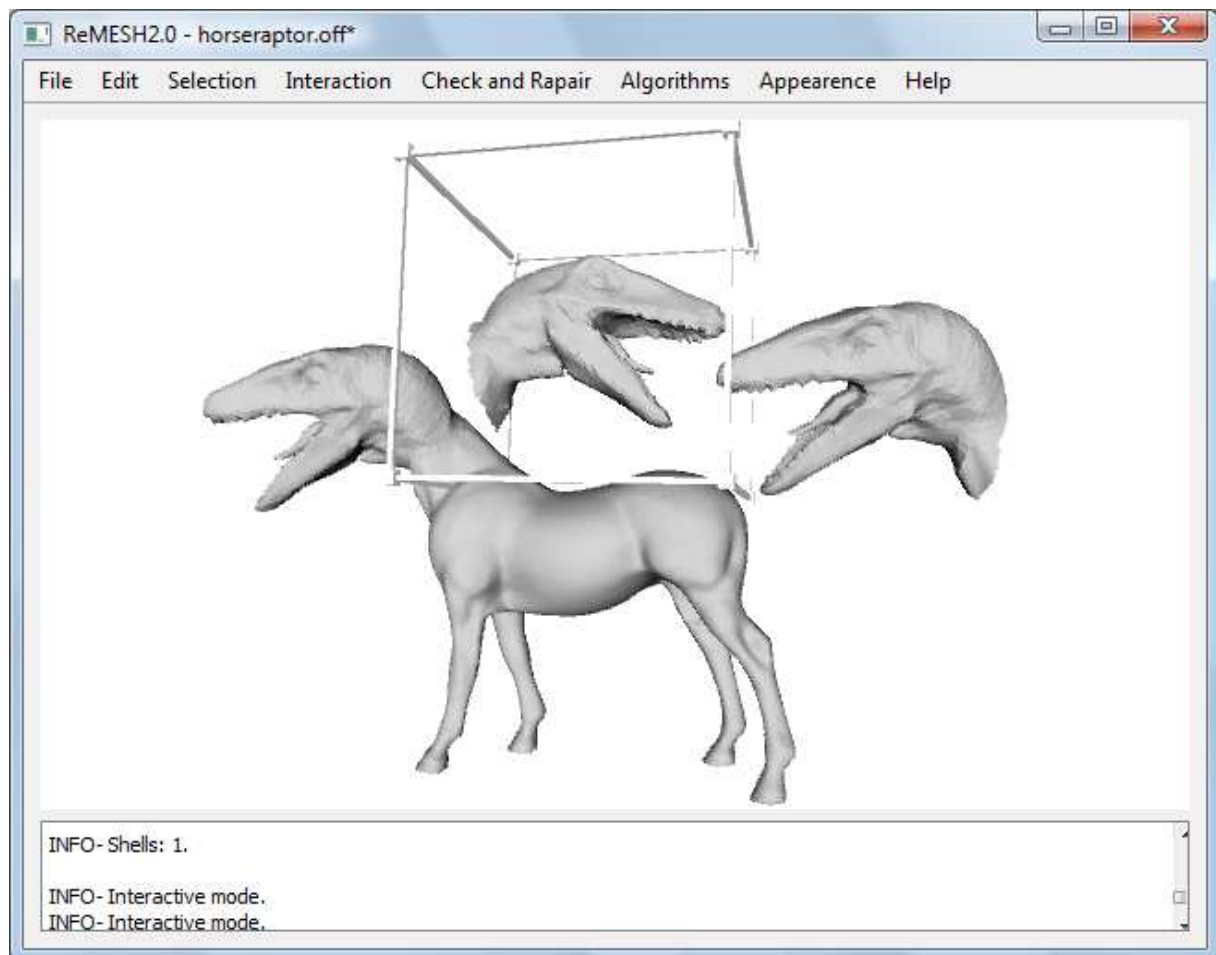 ReMESH2.0 - horseraptor.off*
File Edit Selection Interaction Check and Rapair Algorithms Appearence Help
INFO- Shells: 1.
INFO- Interactive mode.
INFO- Interactive mode.